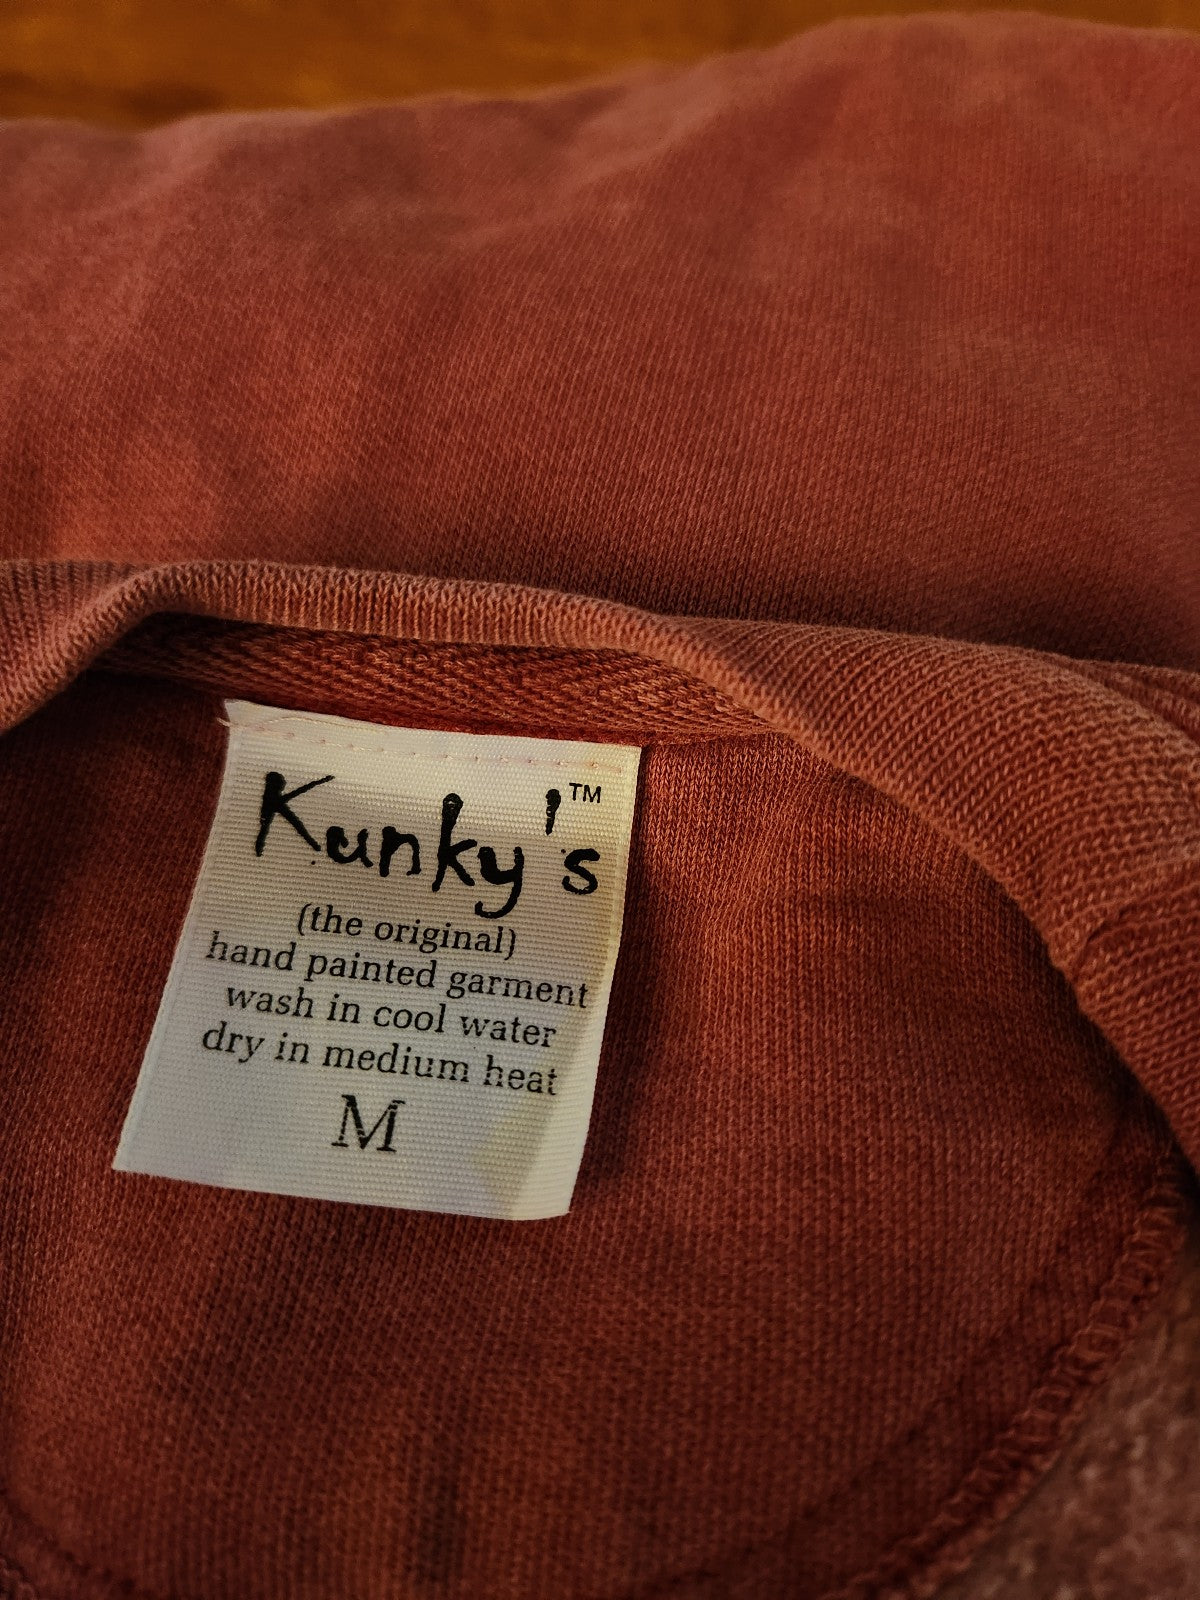 Kunky's™
(the original)
hand painted garment
wash in cool water
dry in medium heat
M